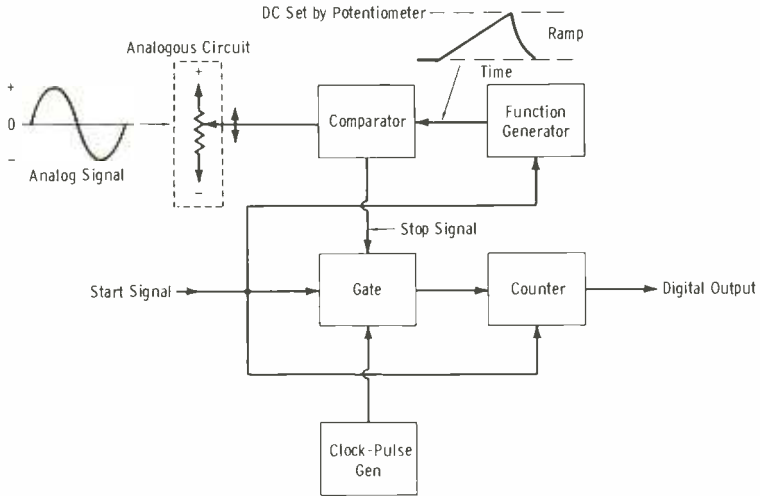 DC Set by Potentiometer
Ramp
Time
Analogous Circuit
+
+
0
−
−
Analog Signal
Comparator
Function
Generator
Stop Signal
Start Signal
Gate
Counter
Digital Output
Clock-Pulse
Gen